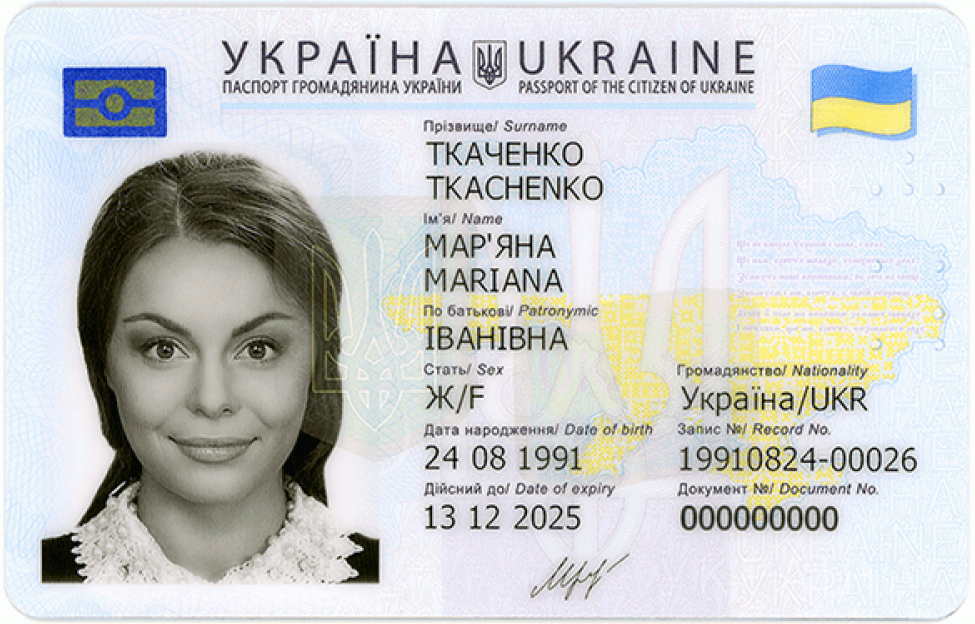 УКРАЇНА UKRAINE
ПАСПОРТ ГРОМАДЯНИНА УКРАЇНИ PASSPORT OF THE CITIZEN OF UKRAINE
Прізвище/ Surname
ТКАЧЕНКО
TKACHENKO
Ім'я/ Name
МАР'ЯНА
MARIANA
По батькові/ Patronymic
ІВАНІВНА
Стать/ Sex Громадянство/ Nationality
Ж/F Україна/UKR
Дата народження/ Date of birth Запис №/ Record No.
24 08 1991 19910824-00026
Дійсний до/ Date of expiry Документ №/ Document No.
13 12 2025 000000000